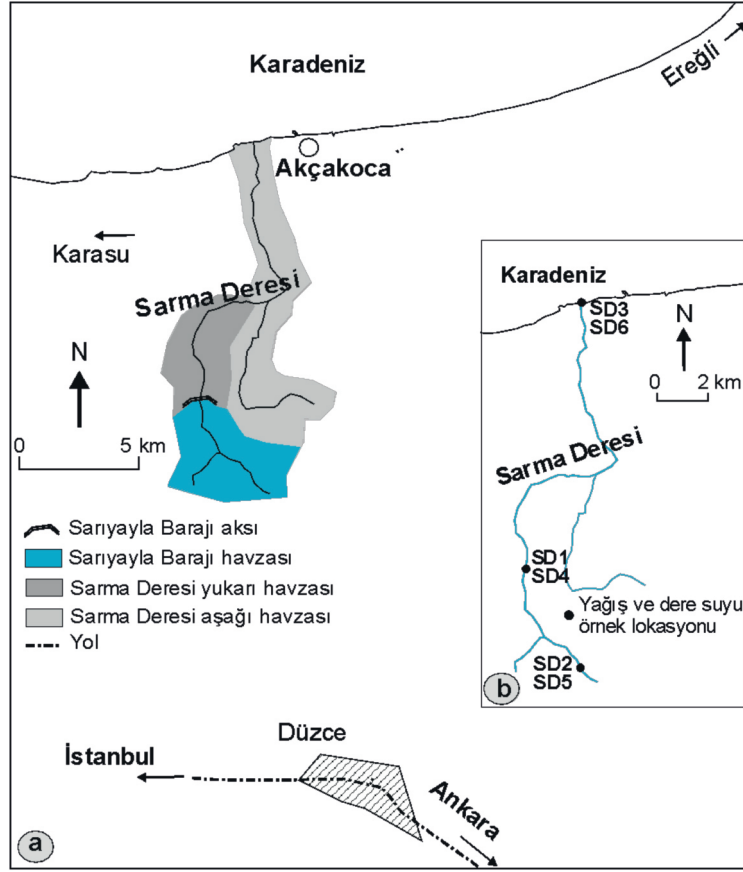 Karadeniz
Ereğli
Akçakoca
Karasu
Sarma Deresi
N
0 5 km
Sarıyayla Barajı aksı
Sarıyayla Barajı havzası
Sarma Deresi yukarı havzası
Sarma Deresi aşağı havzası
Yol
Düzce
İstanbul
Ankara
a
Karadeniz
SD3
SD6
N
0 2 km
Sarma Deresi
SD1
SD4
Yağış ve dere suyu
örnek lokasyonu
SD2
SD5
b